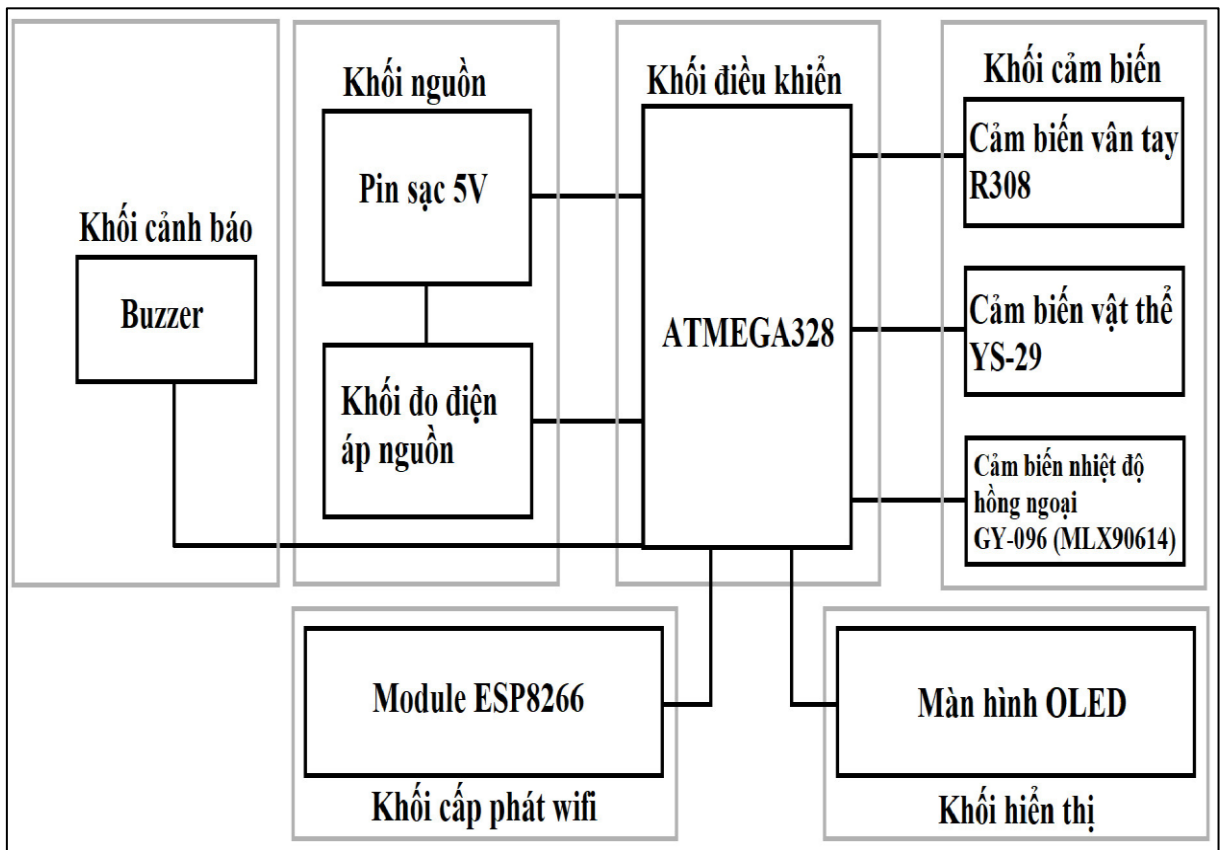 Khối cảnh báo
Buzzer
Khối nguồn
Pin sạc 5V
Khối đo điện
áp nguồn
Khối điều khiển
ATMEGA328
Khối cảm biến
Cảm biến vân tay
R308
Cảm biến vật thể
YS-29
Cảm biến nhiệt độ
hồng ngoại
GY-096 (MLX90614)
Module ESP8266
Khối cấp phát wifi
Màn hình OLED
Khối hiển thị